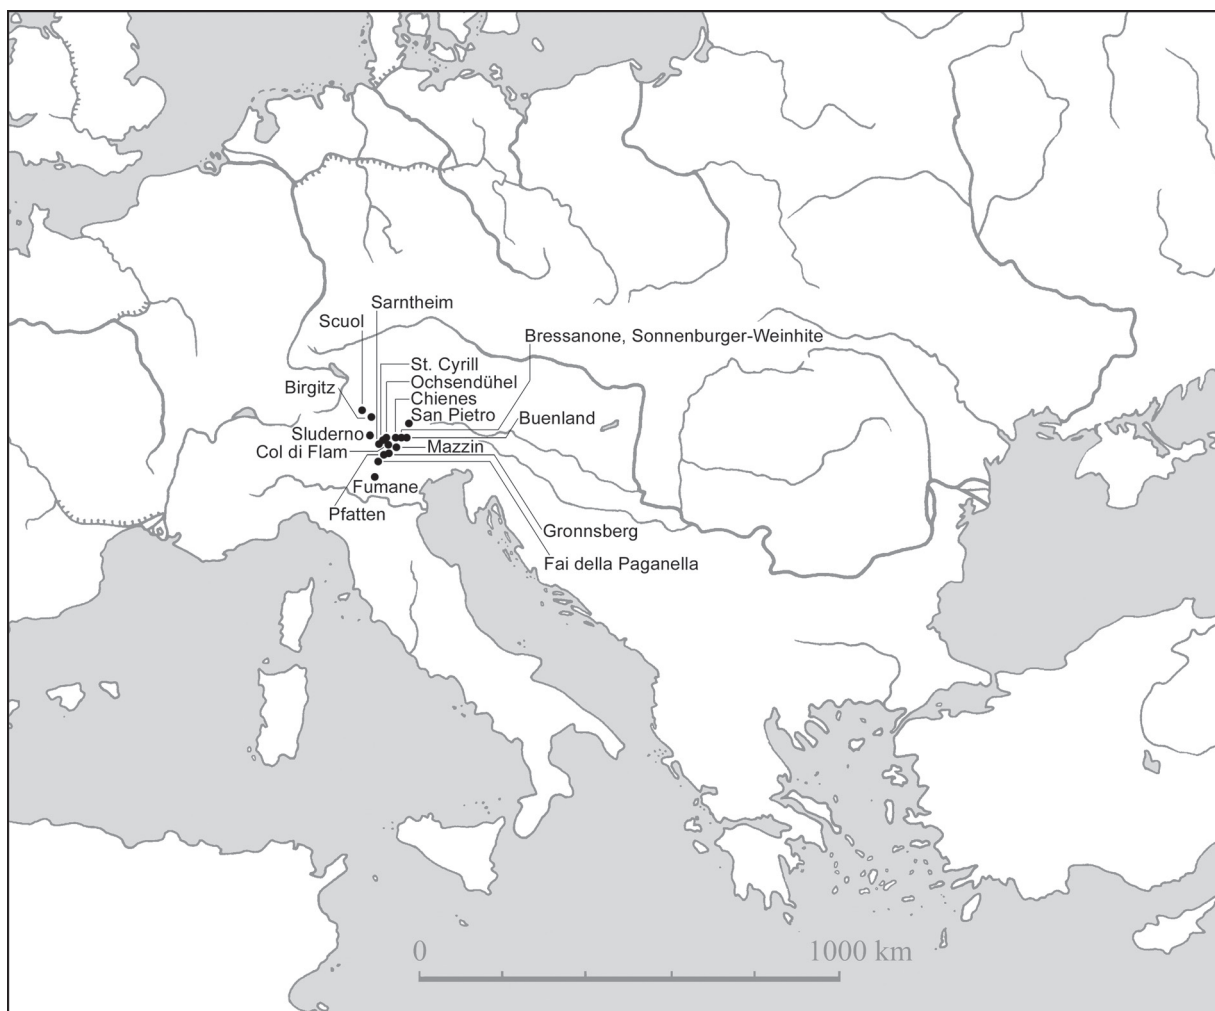 Sarntheim
Scuol
Bressanone, Sonnenburger-Weinhite
St. Cyrill
Ochsendühel
Birgitz
Chienes
San Pietro
Buenland
Sluderno
Col di Flam
Mazzin
Fumane
Pfatten
Gronnsberg
Fai della Paganella
0
1000 km